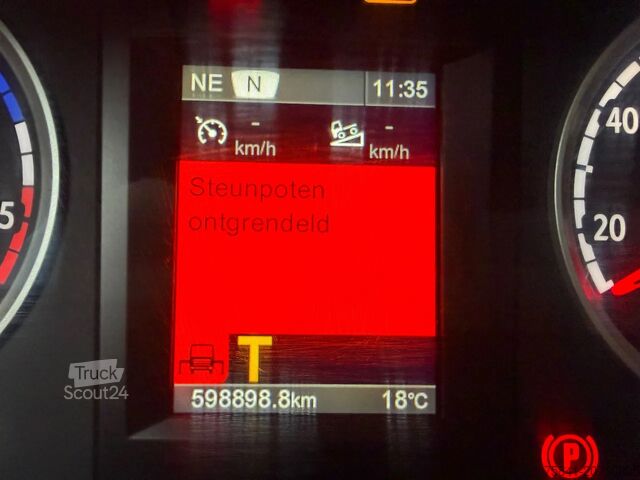 NE N 11:35
- -
km/h km/h
Steunpoten
ontgrendeld
T
598898.8km 18°C
5
40
20
P
Truck
Scout24